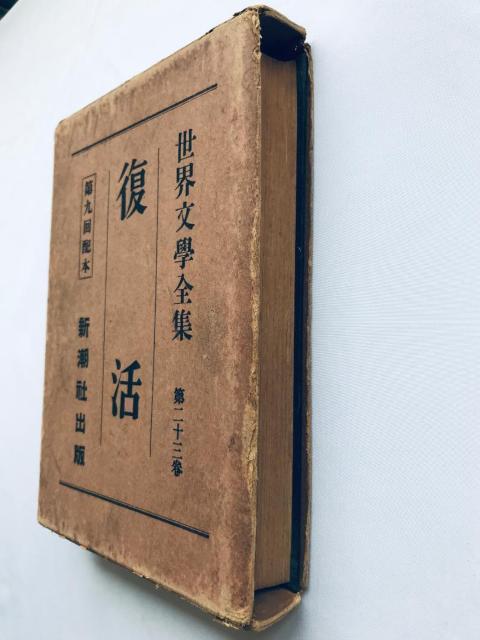 世界文學全集 第二十三卷
復活
第九回配本
新潮社出版